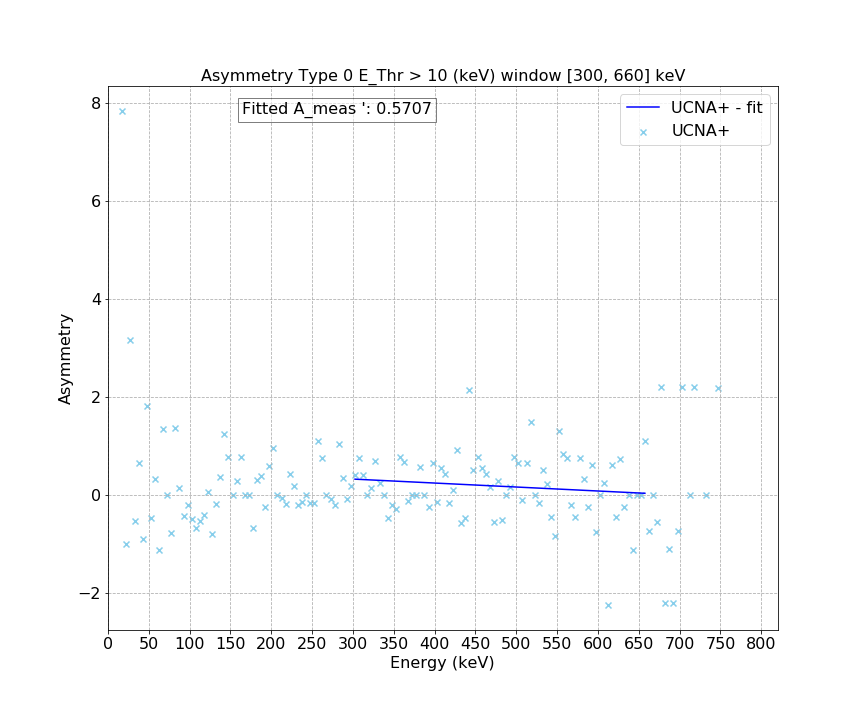 Asymmetry Type 0 E_Thr > 10 (keV) window [300, 660] keV
Fitted A_meas ': 0.5707
UCNA+ - fit
UCNA+
8
6
4
2
0
−2
Asymmetry
0 50 100 150 200 250 300 350 400 450 500 550 600 650 700 750 800
Energy (keV)